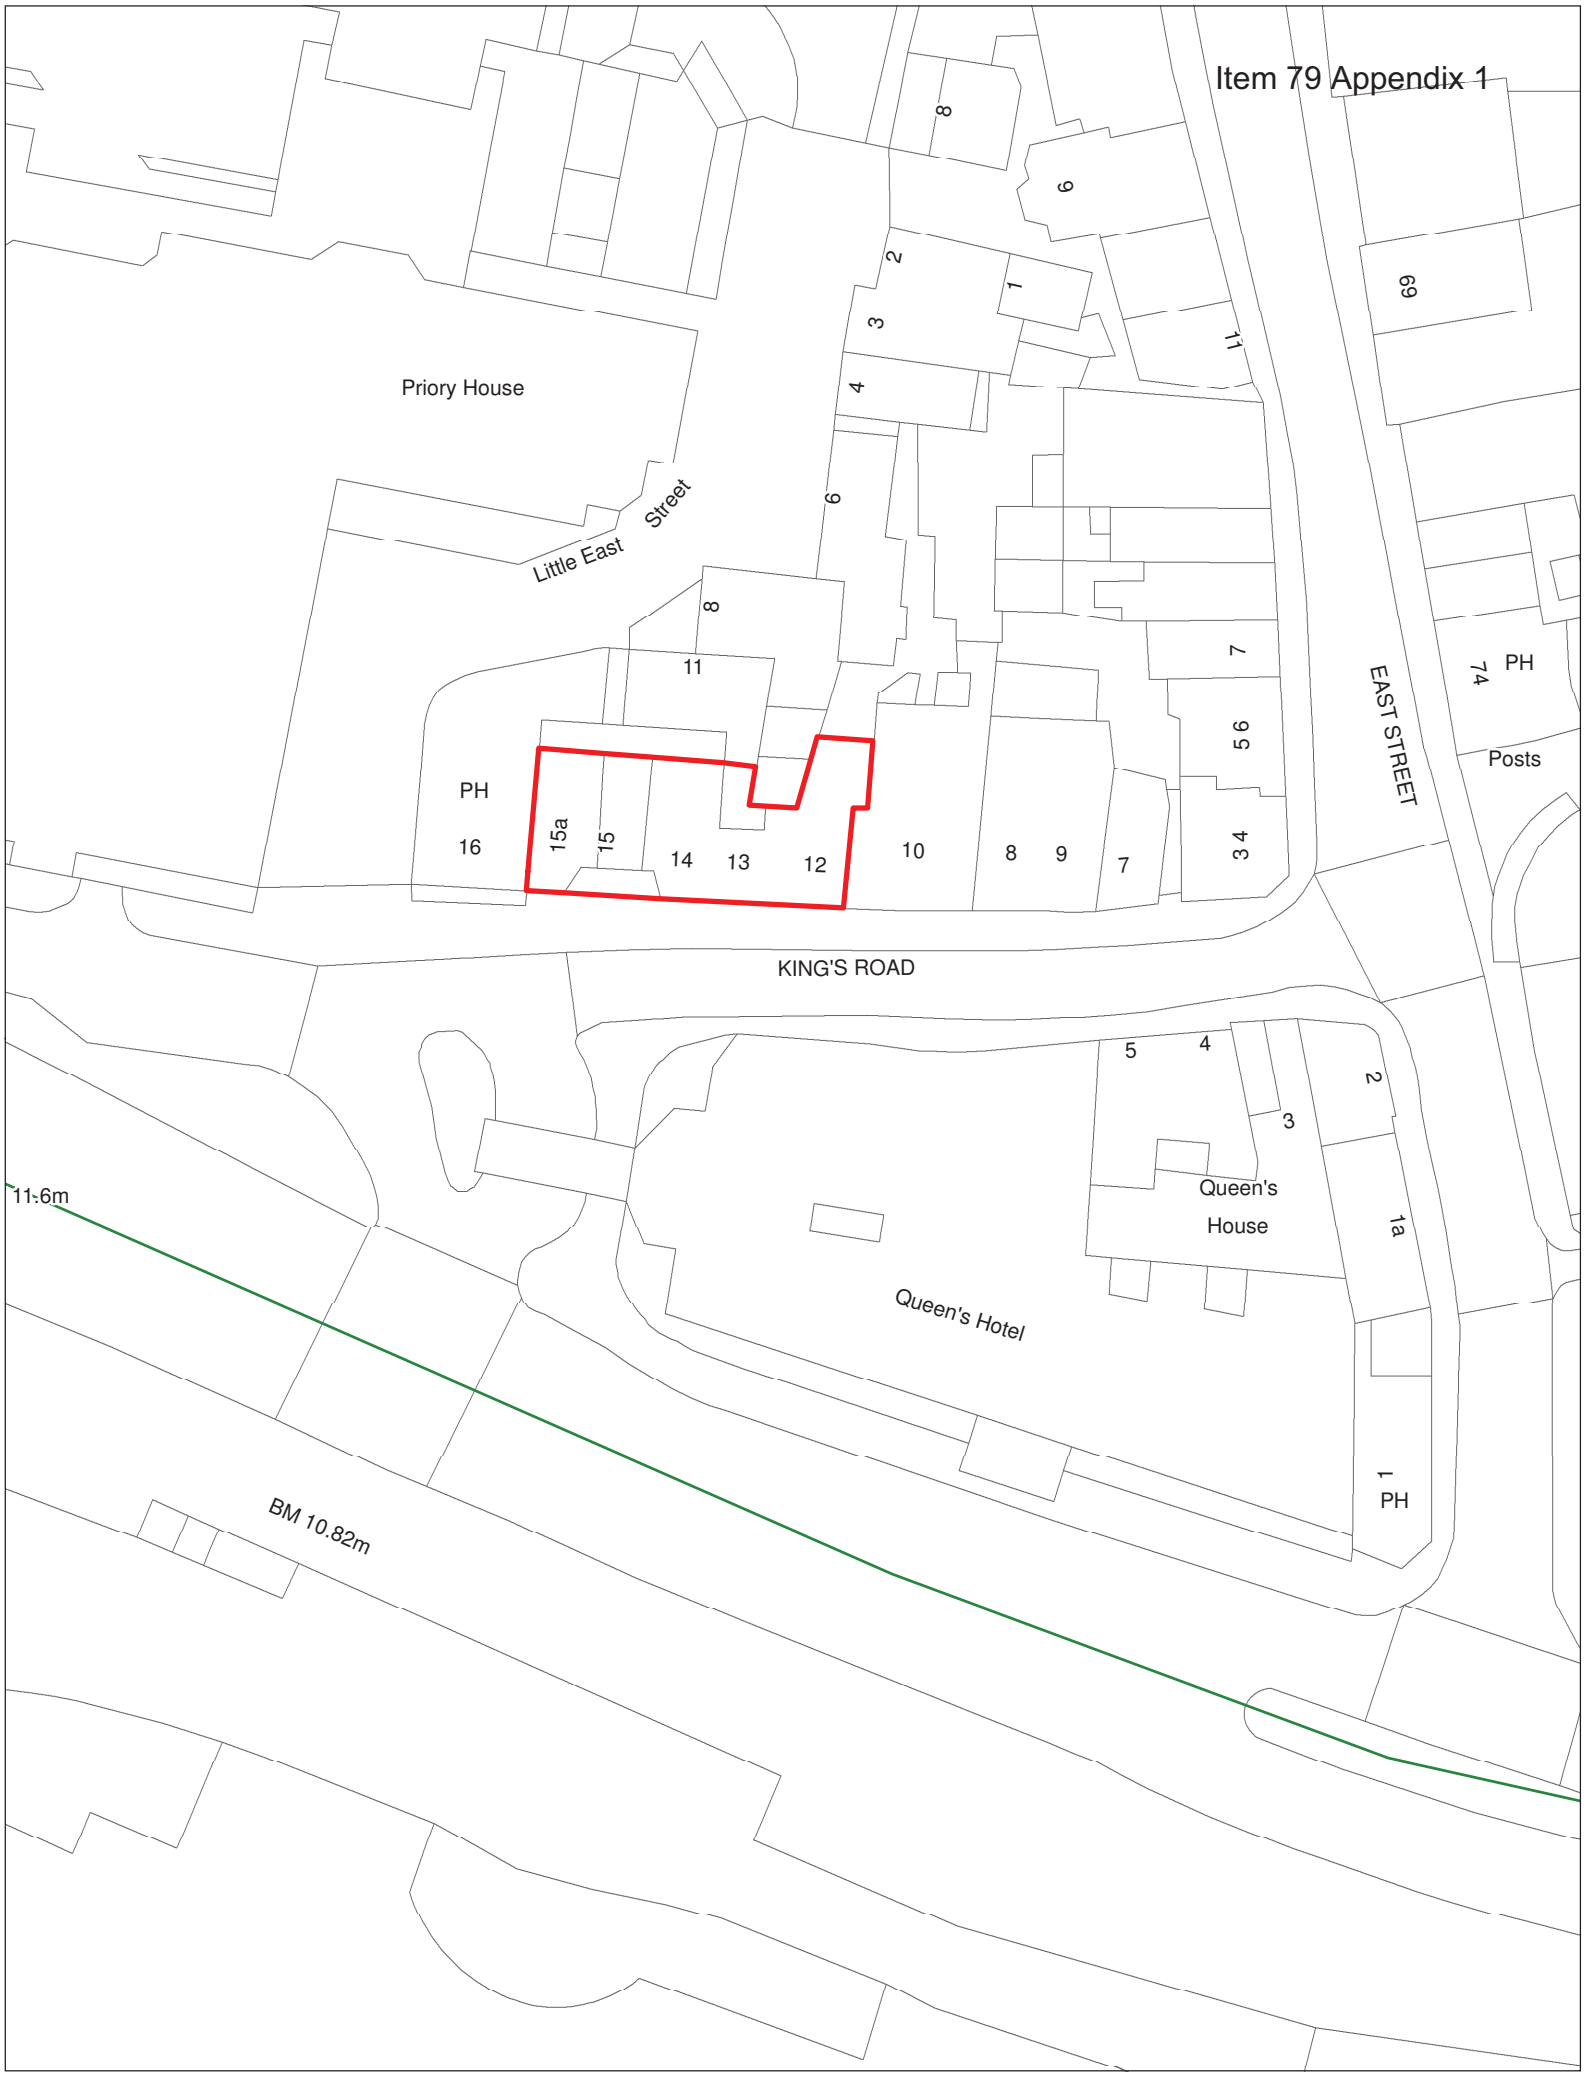 Item 79 Appendix 1
8
6
2
1
3
69
11
Priory House
4
6
Street
Little East
8
11
7
PH
74
EAST STREET
5 6
Posts
PH
16
15a
15
14
13
12
10
8
9
7
3 4
KING'S ROAD
5
4
2
3
Queen's
House
1a
11.6m
Queen's Hotel
1
PH
BM 10.82m